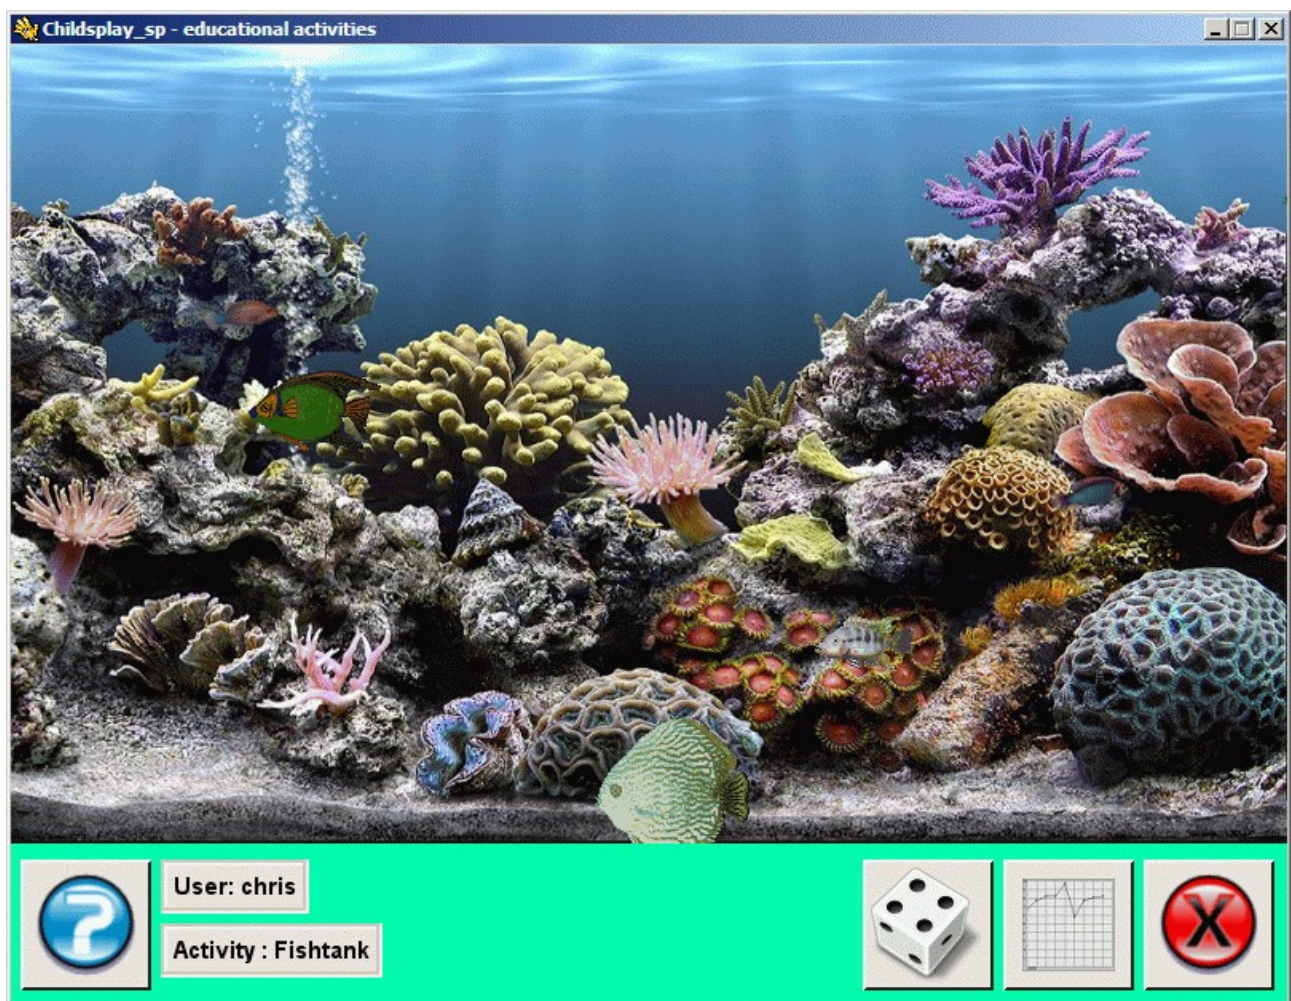 Childsplay_sp - educational activities
User: chris
Activity : Fishtank